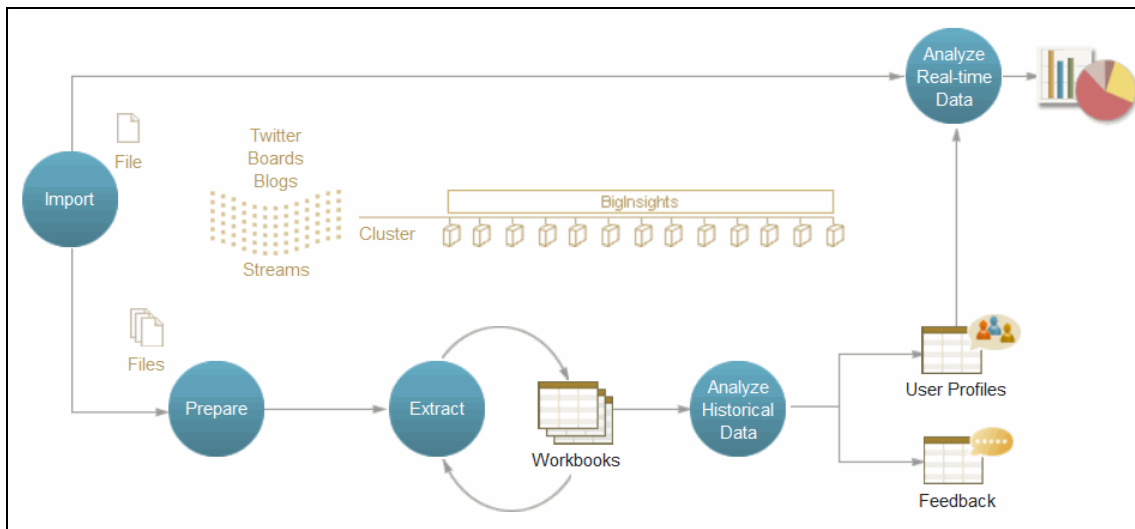 Analyze
Real-time
Data
File
Twitter
Boards
Blogs
Import
BigInsights
Cluster
Streams
Files
Prepare
Extract
Workbooks
Analyze
Historical
Data
User Profiles
Feedback